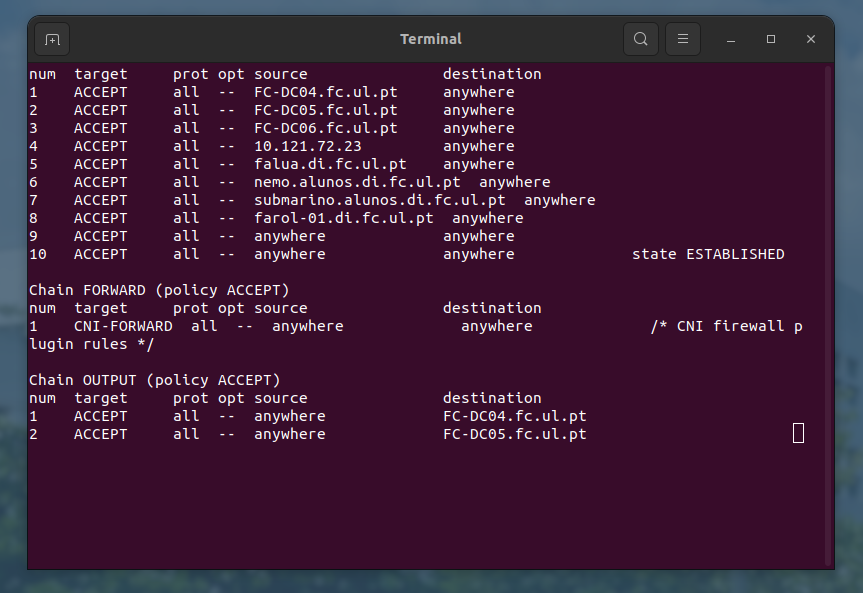 Terminal
num  target     prot opt source               destination
1    ACCEPT     all  --  FC-DC04.fc.ul.pt     anywhere
2    ACCEPT     all  --  FC-DC05.fc.ul.pt     anywhere
3    ACCEPT     all  --  FC-DC06.fc.ul.pt     anywhere
4    ACCEPT     all  --  10.121.72.23         anywhere
5    ACCEPT     all  --  falua.di.fc.ul.pt    anywhere
6    ACCEPT     all  --  nemo.alunos.di.fc.ul.pt  anywhere
7    ACCEPT     all  --  submarino.alunos.di.fc.ul.pt  anywhere
8    ACCEPT     all  --  farol-01.di.fc.ul.pt  anywhere
9    ACCEPT     all  --  anywhere             anywhere
10   ACCEPT     all  --  anywhere             anywhere             state ESTABLISHED
Chain FORWARD (policy ACCEPT)
num  target     prot opt source               destination
1    CNI-FORWARD  all  --  anywhere             anywhere             /* CNI firewall p
lugin rules */
Chain OUTPUT (policy ACCEPT)
num  target     prot opt source               destination
1    ACCEPT     all  --  anywhere             FC-DC04.fc.ul.pt
2    ACCEPT     all  --  anywhere             FC-DC05.fc.ul.pt